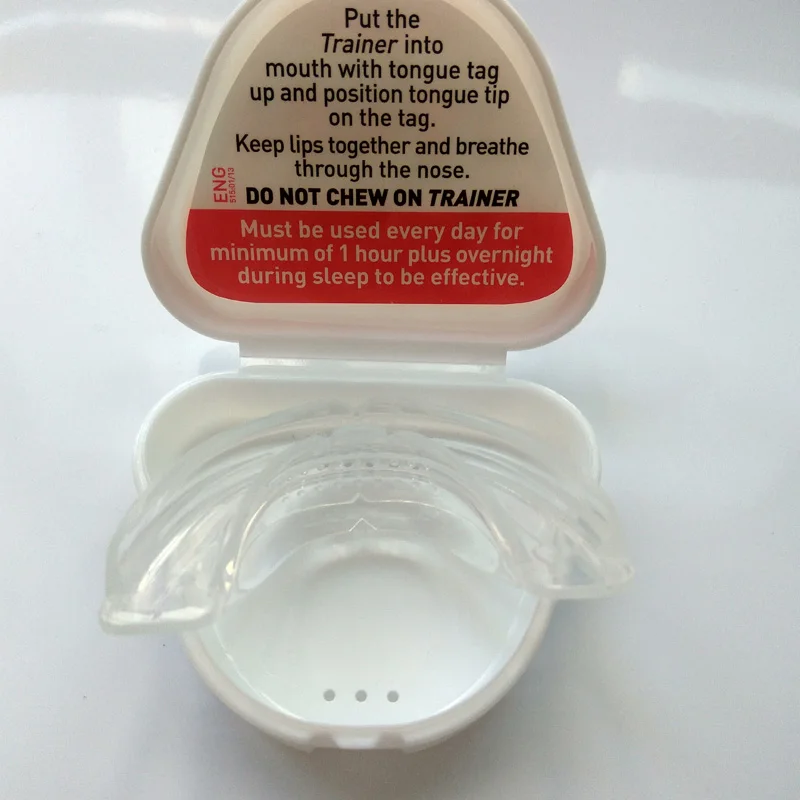 Put the
Trainer into
mouth with tongue tag
up and position tongue tip
on the tag.
Keep lips together and breathe
through the nose.
DO NOT CHEW ON TRAINER
ENG
Must be used every day for
minimum of 1 hour plus overnight
during sleep to be effective.